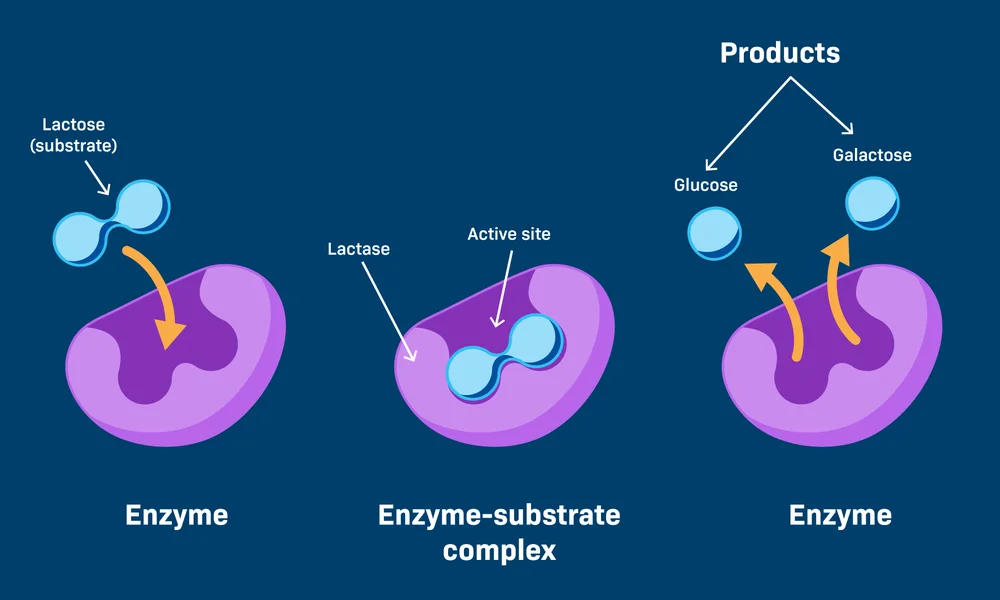 Lactose
(substrate)
Enzyme
Lactase
Active site
Enzyme-substrate
complex
Products
Glucose
Galactose
Enzyme